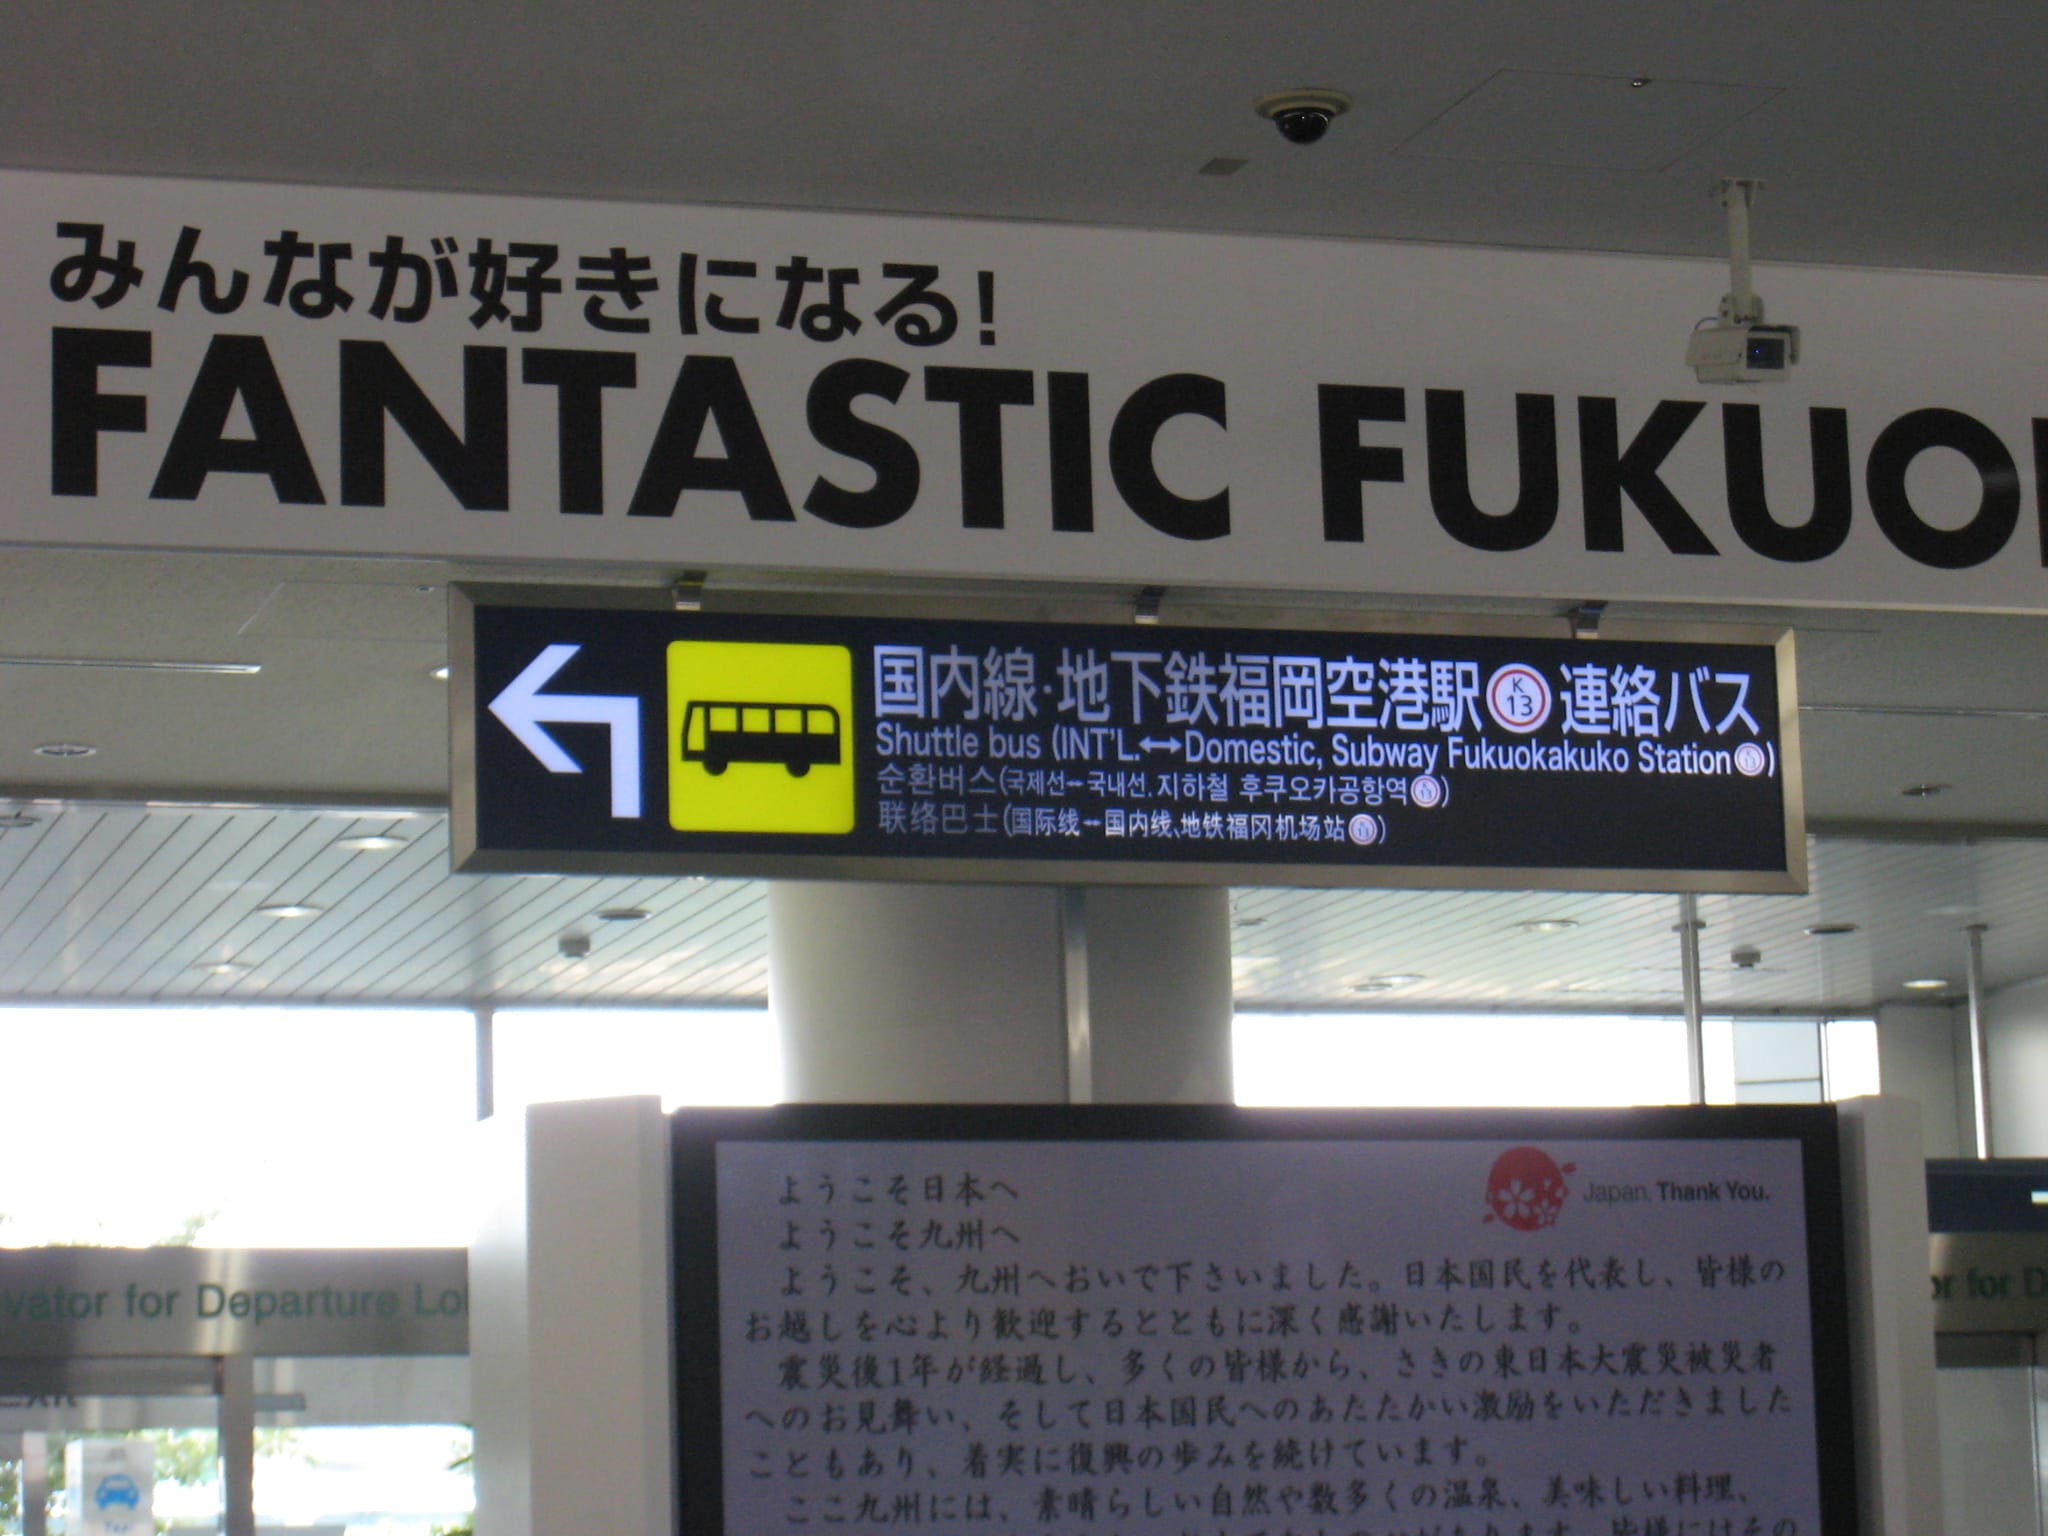 みんなが好きになる!
FANTASTIC FUKUO
国内線・地下鉄福岡空港駅 K 13 連絡バス
Shuttle bus (INT'L.↔Domestic, Subway Fukuokakuko Station K 13)
순환버스(국제선↔국내선. 지하철 후쿠오카공항역 K 13)
联络巴士(国际线↔国内线、地铁福冈机场站 K 13)
Japan. Thank You.
ようこそ日本へ
ようこそ九州へ
ようこそ、九州へおいで下さいました。日本国民を代表し、皆様の
お越しを心より歓迎するとともに深く感謝いたします。
震災後1年が経過し、多くの皆様から、さきの東日本大震災被災者
へのお見舞い、そして日本国民へのあたたかい激励をいただきました
こともあり、着実に復興の歩みを続けています。
ここ九州には、素晴らしい自然や数多くの温泉、美味しい料理、
vator for Departure Lo
or for D
Taxi